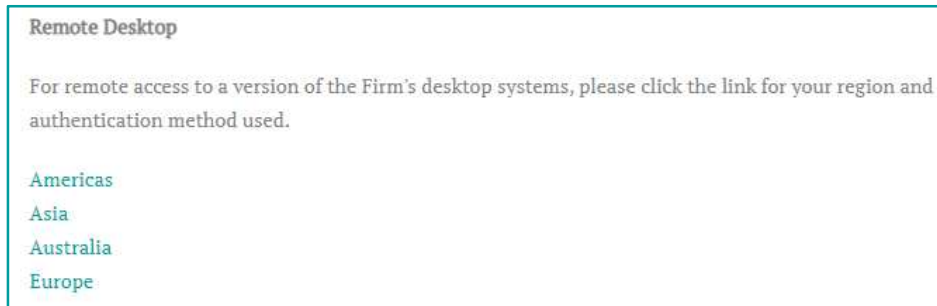 Remote Desktop
For remote access to a version of the Firm's desktop systems, please click the link for your region and
authentication method used.
Americas
Asia
Australia
Europe